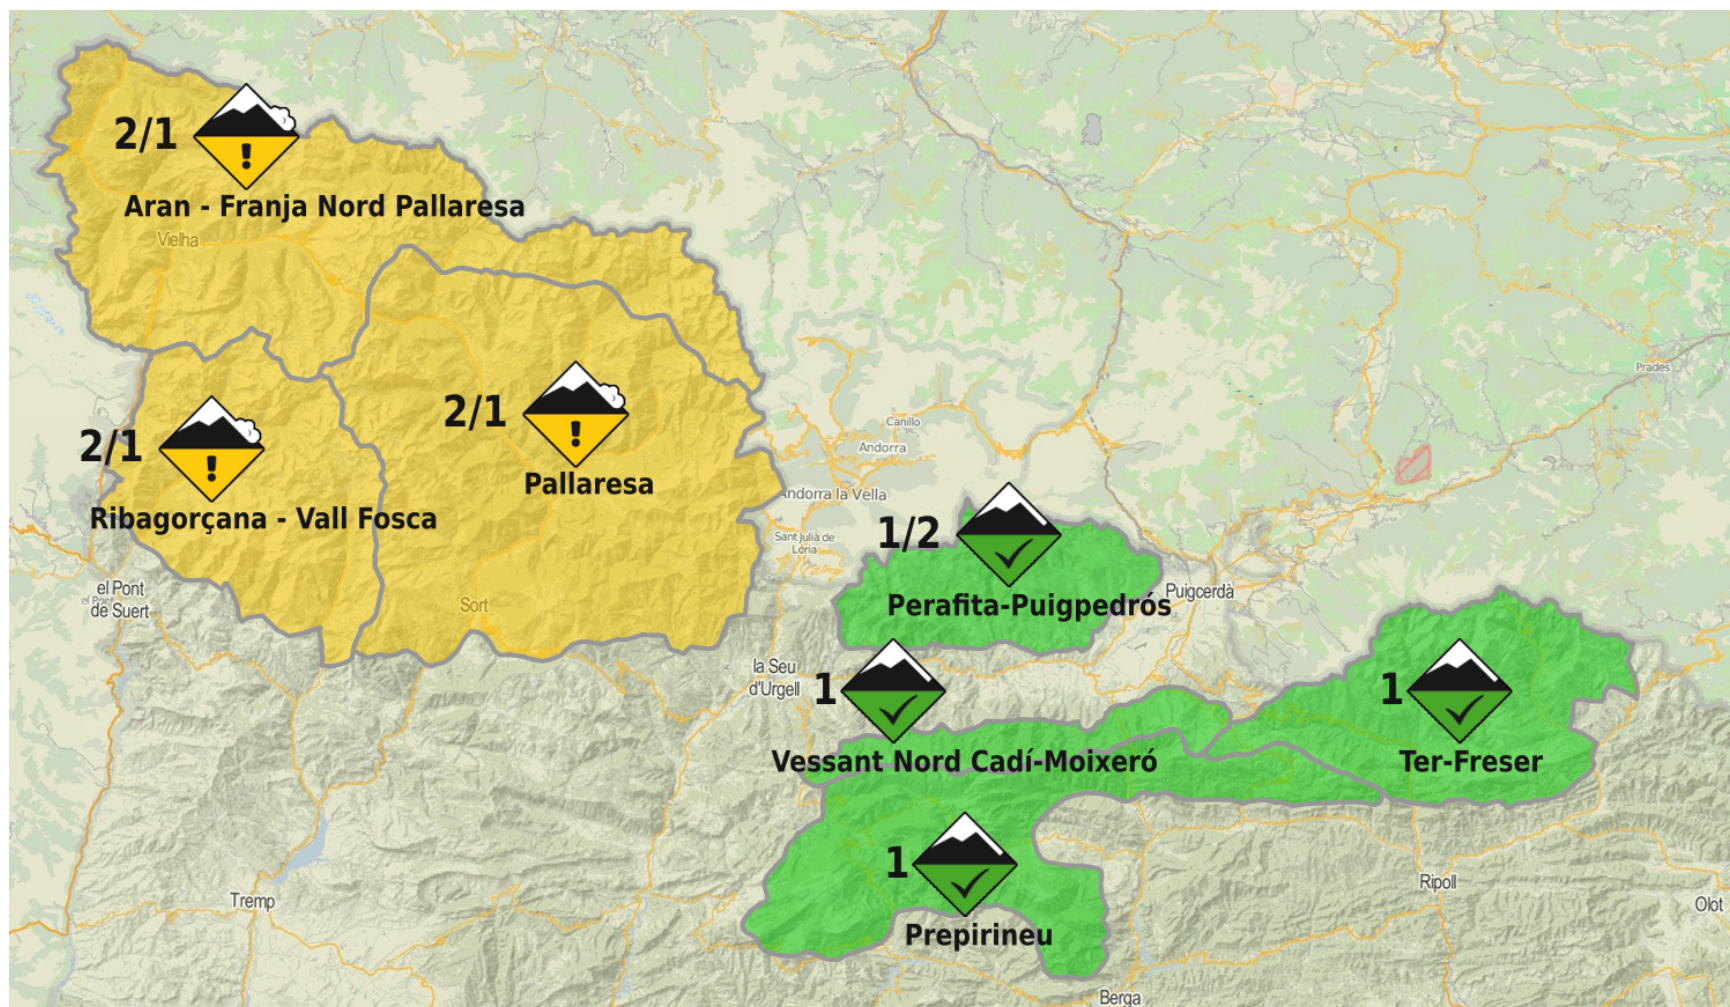 2/1
!
Aran - Franja Nord Pallaresa
Vielha
2/1
!
Pallaresa
2/1
!
Ribagorçana - Vall Fosca
Prades
Canillo
Andorra
Andorra la Vella
Sant Julià de
Lòria
1/2
Perafita-Puigpedrós
Puigcerdà
el Pont
de Suert
Sort
la Seu
d'Urgell
1
Vessant Nord Cadí-Moixeró
1
Ter-Freser
1
Prepirineu
Tremp
Ripoll
Olot
Berga